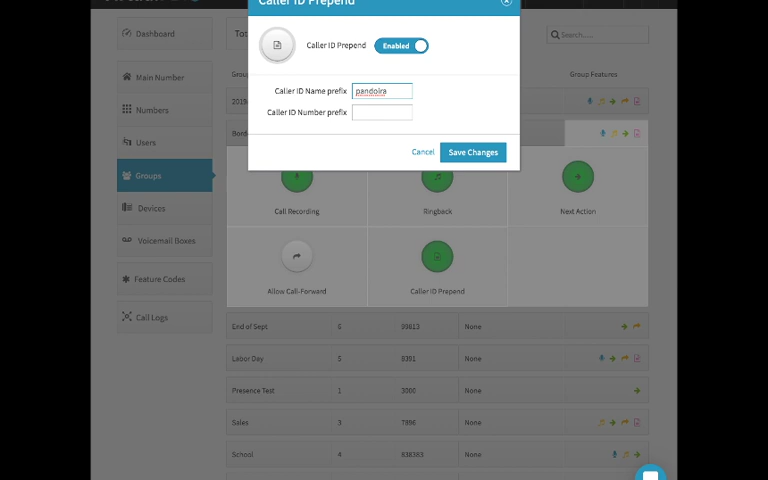 Caller ID Prepend
Dashboard
Search.....
Caller ID Prepend
Enabled
Group Features
Main Number
Caller ID Name prefix
pandoira
Numbers
Caller ID Number prefix
Users
Cancel
Save Changes
Groups
Call Recording
Ringback
Next Action
Devices
Voicemail Boxes
Feature Codes
Allow Call-Forward
Caller ID Prepend
Call Logs
End of Sept 6 99813 None
Labor Day 5 8391 None
Presence Test 1 3000 None
Sales 3 7896 None
School 4 838383 None